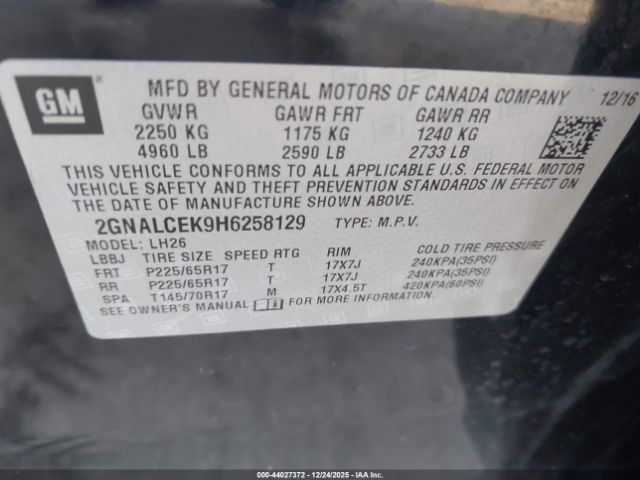 GM
MFD BY GENERAL MOTORS OF CANADA COMPANY 12/16
GVWR GAWR FRT GAWR RR
2250 KG 1175 KG 1240 KG
4960 LB 2590 LB 2733 LB
THIS VEHICLE CONFORMS TO ALL APPLICABLE U.S. FEDERAL MOTOR
VEHICLE SAFETY AND THEFT PREVENTION STANDARDS IN EFFECT ON
THE DATE OF MANUFACTURE SHOWN ABOVE.
2GNALCEK9H6258129 TYPE: M.P.V.
MODEL: LH26
LBBJ TIRE SIZE SPEED RTG RIM COLD TIRE PRESSURE
FRT P225/65R17 T 17X7J 240KPA(35PSI)
RR P225/65R17 T 17X7J 240KPA(35PSI)
SPA T145/70R17 M 17X4.5T 420KPA(60PSI)
SEE OWNER'S MANUAL FOR MORE INFORMATION.
000-44027372 - 12/24/2025 - IAAI.COM